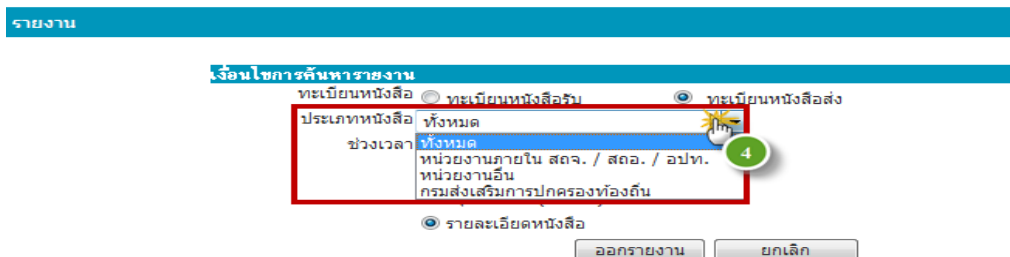 รายงาน
เงื่อนไขการค้นหารายงาน
ทะเบียนหนังสือ ทะเบียนหนังสือรับ ทะเบียนหนังสือส่ง
ประเภทหนังสือ ทั้งหมด
ช่วงเวลา ทั้งหมด
4
หน่วยงานภายใน สถจ. / สถอ. / อปท.
หน่วยงานอื่น
กรมส่งเสริมการปกครองท้องถิ่น
รายละเอียดหนังสือ
ออกรายงาน ยกเลิก